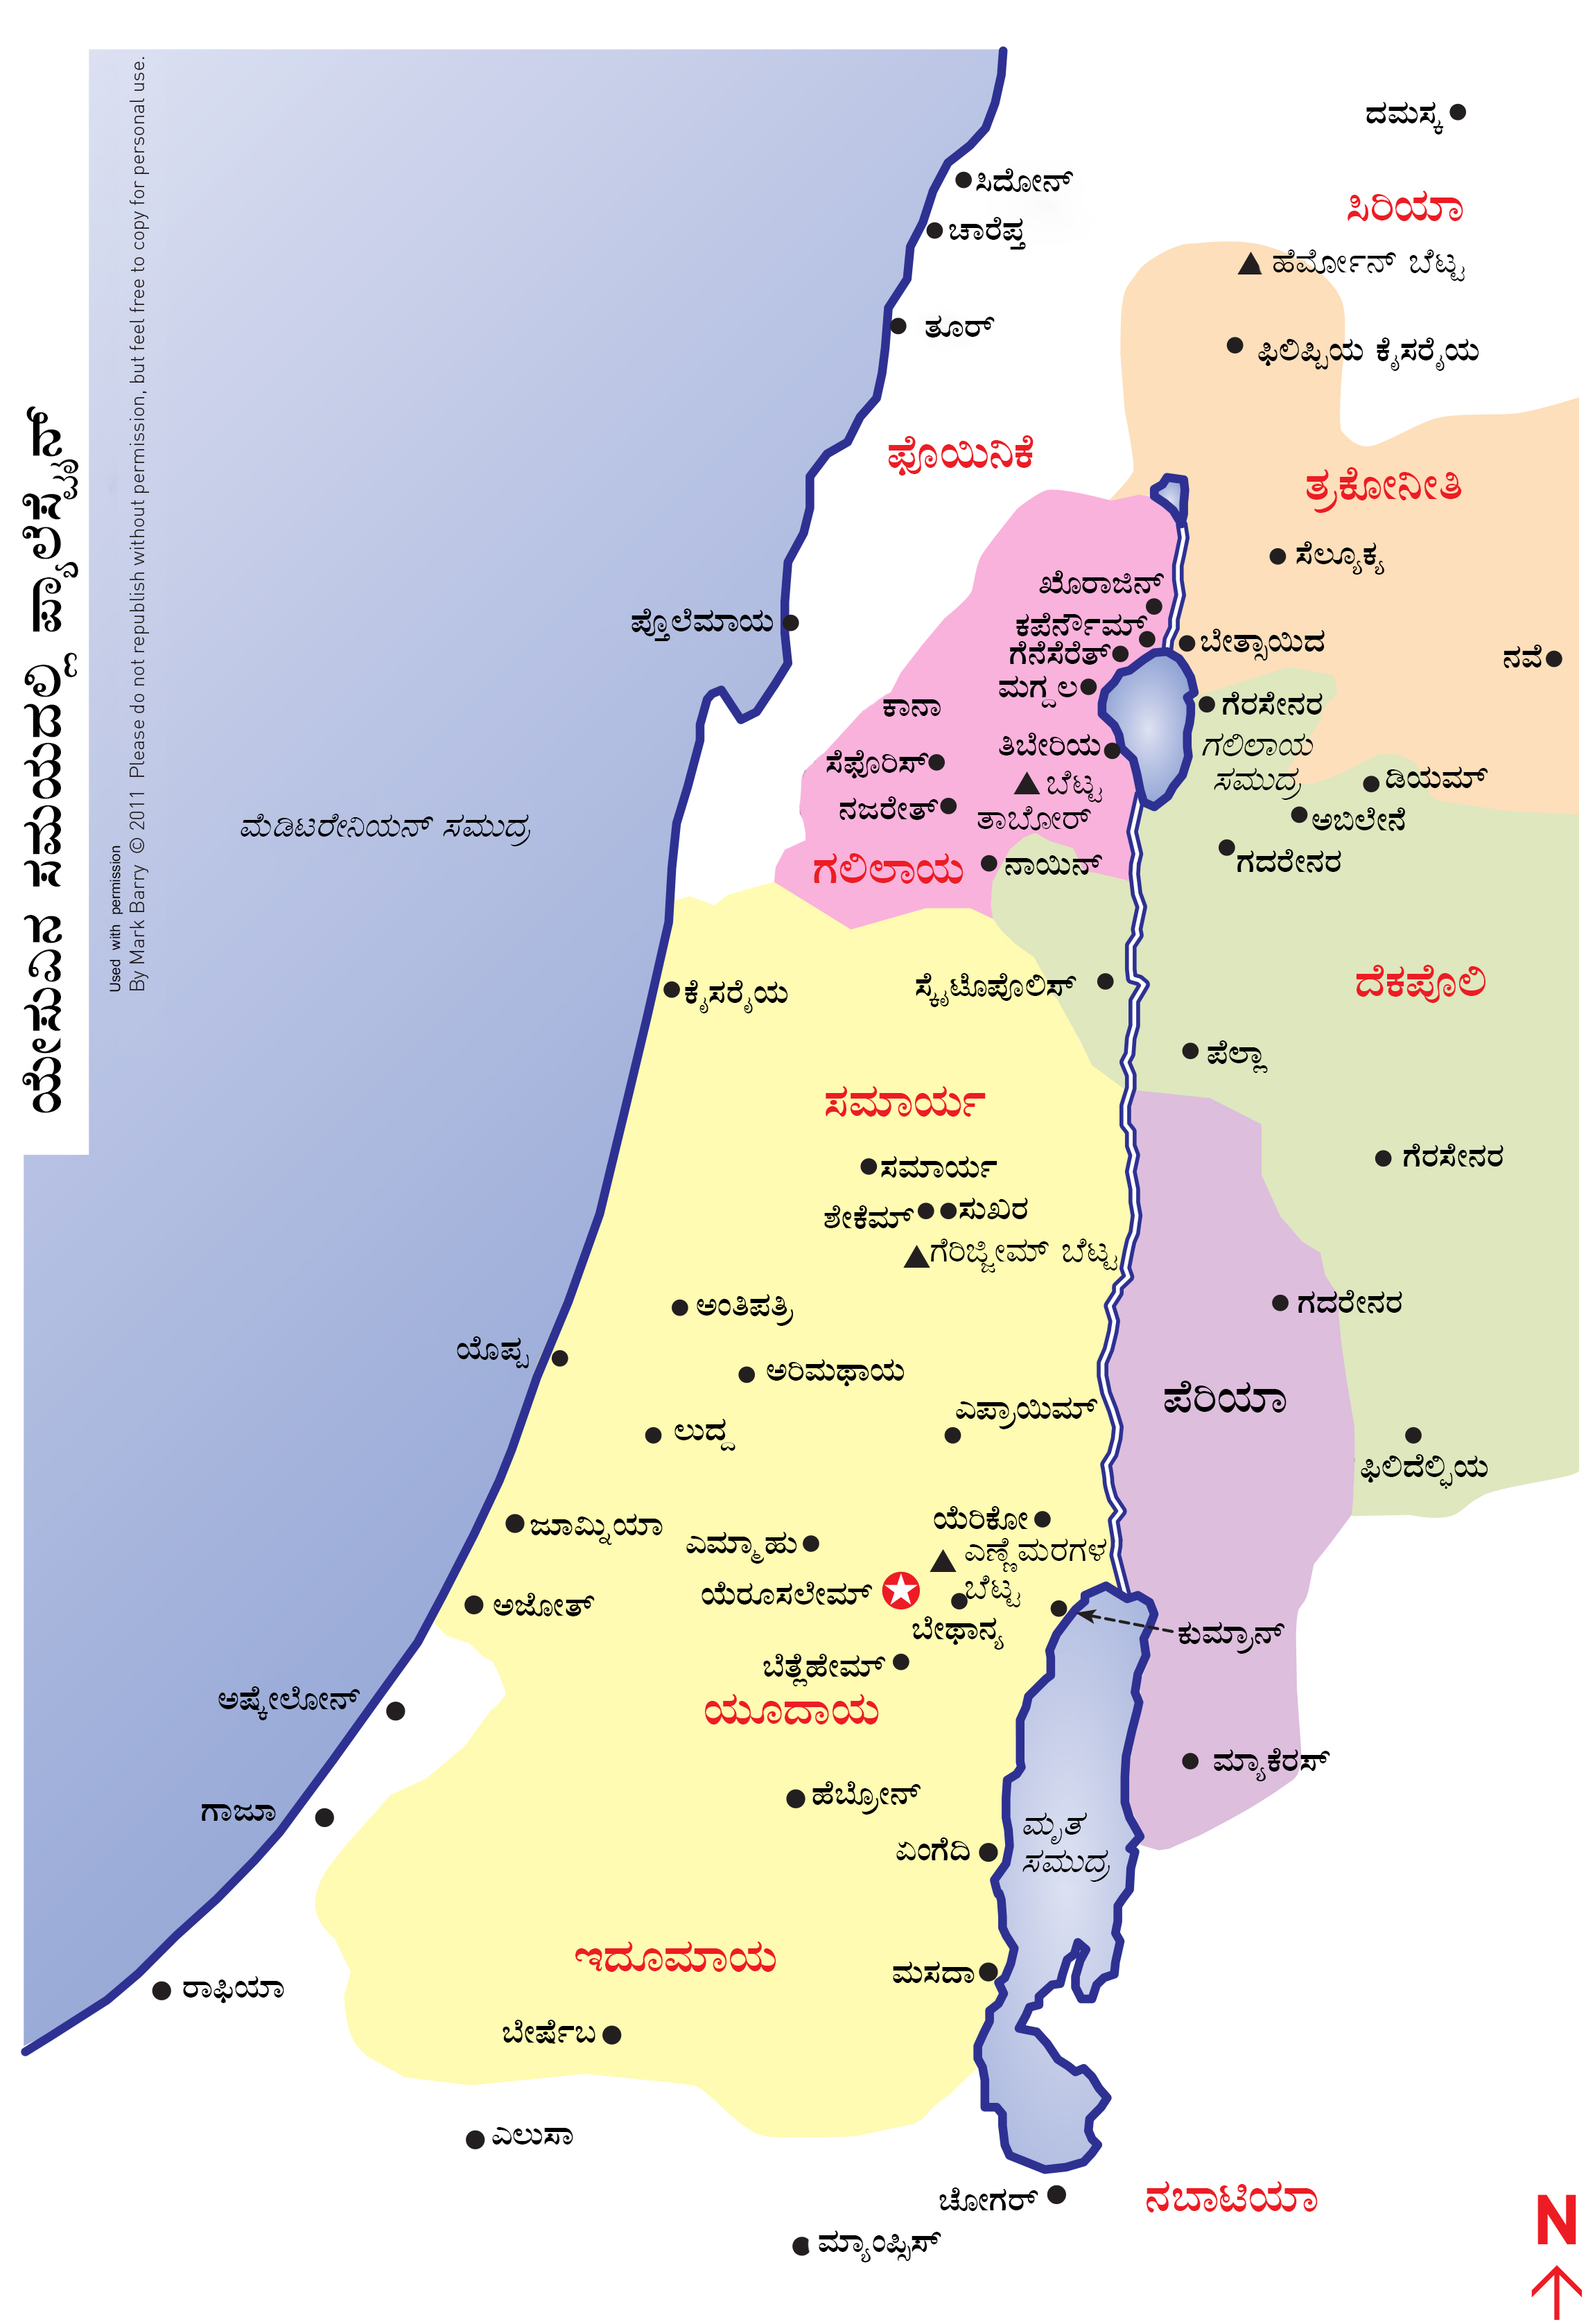 ಯೇಸುವಿನ ಸಮಯದಲ್ಲಿ ಪ್ಯಾಲೆಸ್ಟೈನ್
Used with permission
By Mark Barry © 2011 Please do not republish without permission, but feel free to copy for personal use.
ದಮಸ್ಕ
ಸಿದೋನ್
ಸಿರಿಯಾ
ಚಾರೆಪ್ತ
ಹೆರ್ಮೋನ್ ಬೆಟ್ಟ
ತೂರ್
ಫಿಲಿಪ್ಪಿಯ ಕೈಸರೈಯ
ಫೊಯಿನಿಕೆ
ತ್ರಕೋನೀತಿ
ಸೆಲ್ಯೂಕ್ಯ
ಖೊರಾಜಿನ್
ಪ್ತೊಲೆಮಾಯ
ಕಪೆರ್ನೌಮ್
ಬೇತ್ಸಾಯಿದ
ಗೆನೆಸೆರೆತ್
ನವೆ
ಮಗ್ದಲ
ಕಾನಾ
ಗೆರಸೇನರ
ತಿಬೇರಿಯ
ಗಲಿಲಾಯ
ಸಮುದ್ರ
ಸೆಫೊರಿಸ್
ಬೆಟ್ಟ
ತಾಬೋರ್
ಡಿಯಮ್
ನಜರೇತ್
ಅಬಿಲೇನೆ
ಮೆಡಿಟರೇನಿಯನ್ ಸಮುದ್ರ
ಗಲಿಲಾಯ
ನಾಯಿನ್
ಗದರೇನರ
ಕೈಸರೈಯ
ಸ್ಕೈಟೊಪೊಲಿಸ್
ದೆಕಪೊಲಿ
ಪೆಲ್ಲಾ
ಸಮಾರ್ಯ
ಸಮಾರ್ಯ
ಗೆರಸೇನರ
ಶೇಕೆಮ್
ಸುಖರ
ಗೆರಿಜ್ಜೀಮ್ ಬೆಟ್ಟ
ಅಂತಿಪತ್ರಿ
ಗದರೇನರ
ಯೊಪ್ಪ
ಅರಿಮಥಾಯ
ಪೆರಿಯಾ
ಎಫ್ರಾಯಿಮ್
ಲುದ್ದ
ಫಿಲಿದೆಲ್ಫಿಯ
ಜಾಮ್ನಿಯಾ
ಎಮ್ಮಾಹು
ಯೆರಿಕೋ
ಎಣ್ಣೆಮರಗಳ
ಬೆಟ್ಟ
ಯೆರೂಸಲೇಮ್
ಅಜೋತ್
ಬೇಥಾನ್ಯ
ಕುಮ್ರಾನ್
ಬೆತ್ಲೆಹೇಮ್
ಅಷ್ಕೇಲೋನ್
ಯೂದಾಯ
ಮ್ಯಾಕೆರಸ್
ಹೆಬ್ರೋನ್
ಗಾಜಾ
ಮೃತ
ಸಮುದ್ರ
ಏಂಗೆದಿ
ಇದೂಮಾಯ
ಮಸದಾ
ರಾಫಿಯಾ
ಬೇರ್ಷೆಬ
ಎಲುಸಾ
ಚೋಗರ್
ನಬಾಟಿಯಾ
ಮ್ಯಾಂಪ್ಸಿಸ್
N